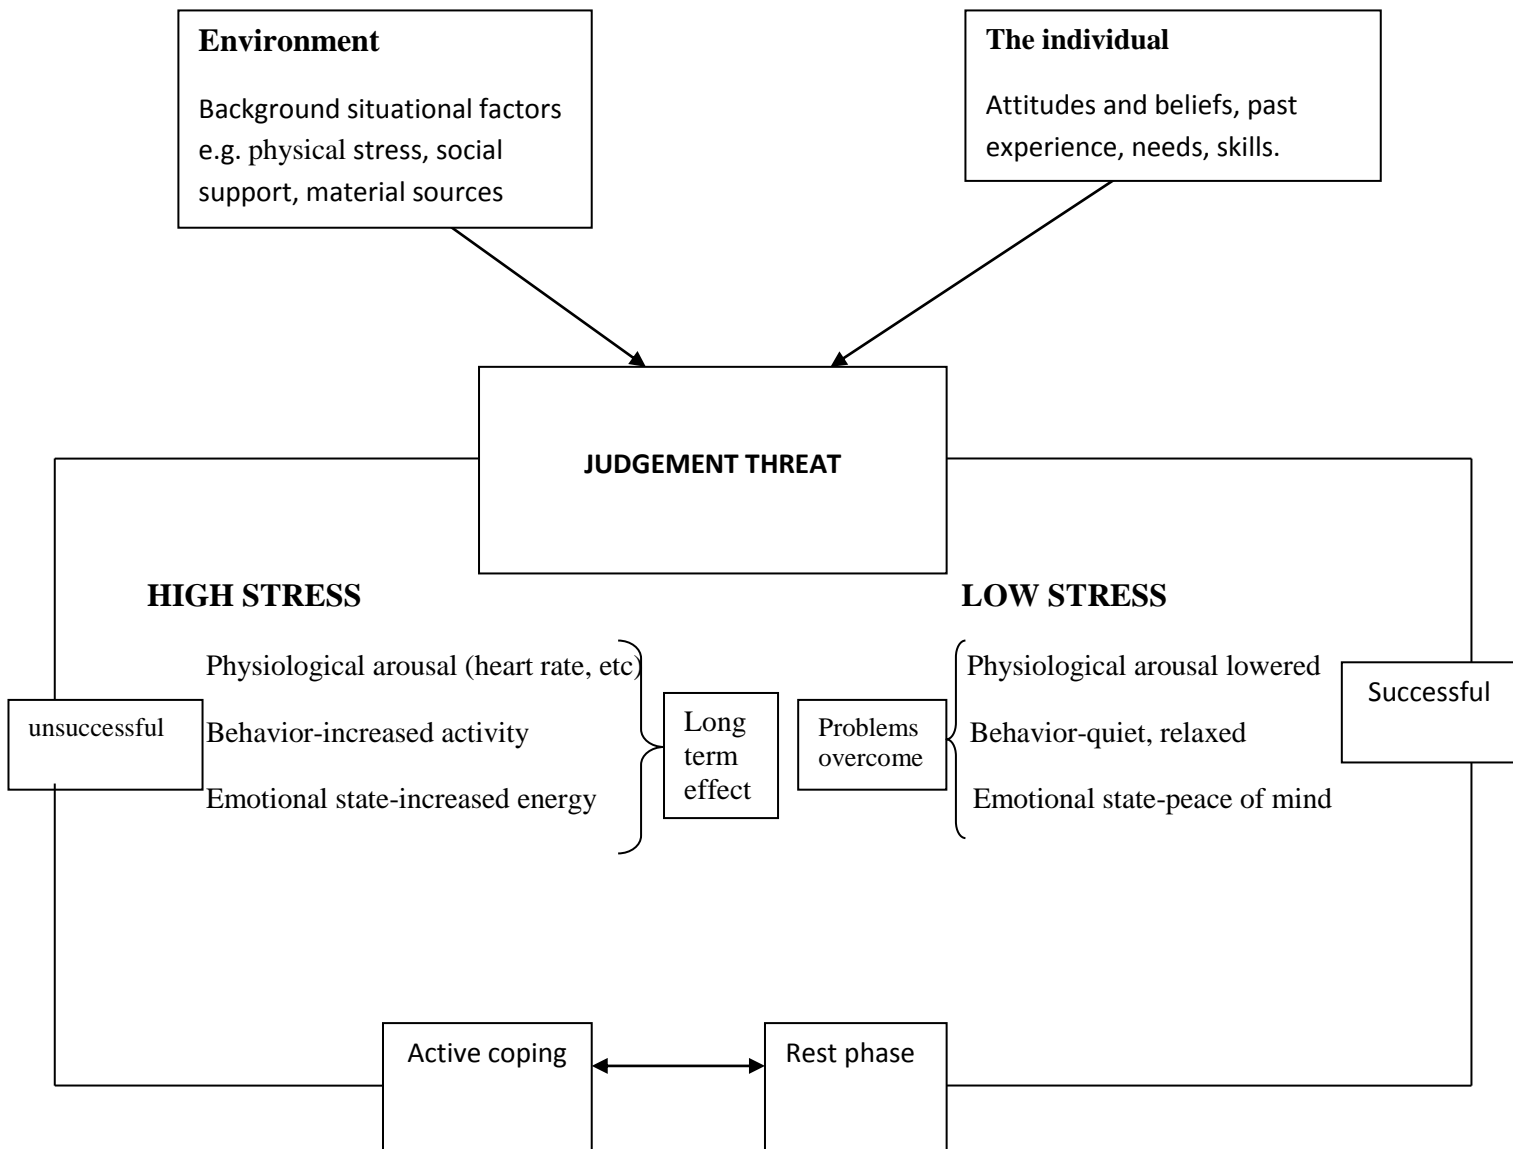 Environment
Background situational factors
e.g. physical stress, social
support, material sources
The individual
Attitudes and beliefs, past
experience, needs, skills.
JUDGEMENT THREAT
HIGH STRESS
Physiological arousal (heart rate, etc)
unsuccessful
Behavior-increased activity
Emotional state-increased energy
Long
term
effect
LOW STRESS
Problems
overcome
Physiological arousal lowered
Behavior-quiet, relaxed
Emotional state-peace of mind
Successful
Active coping
Rest phase